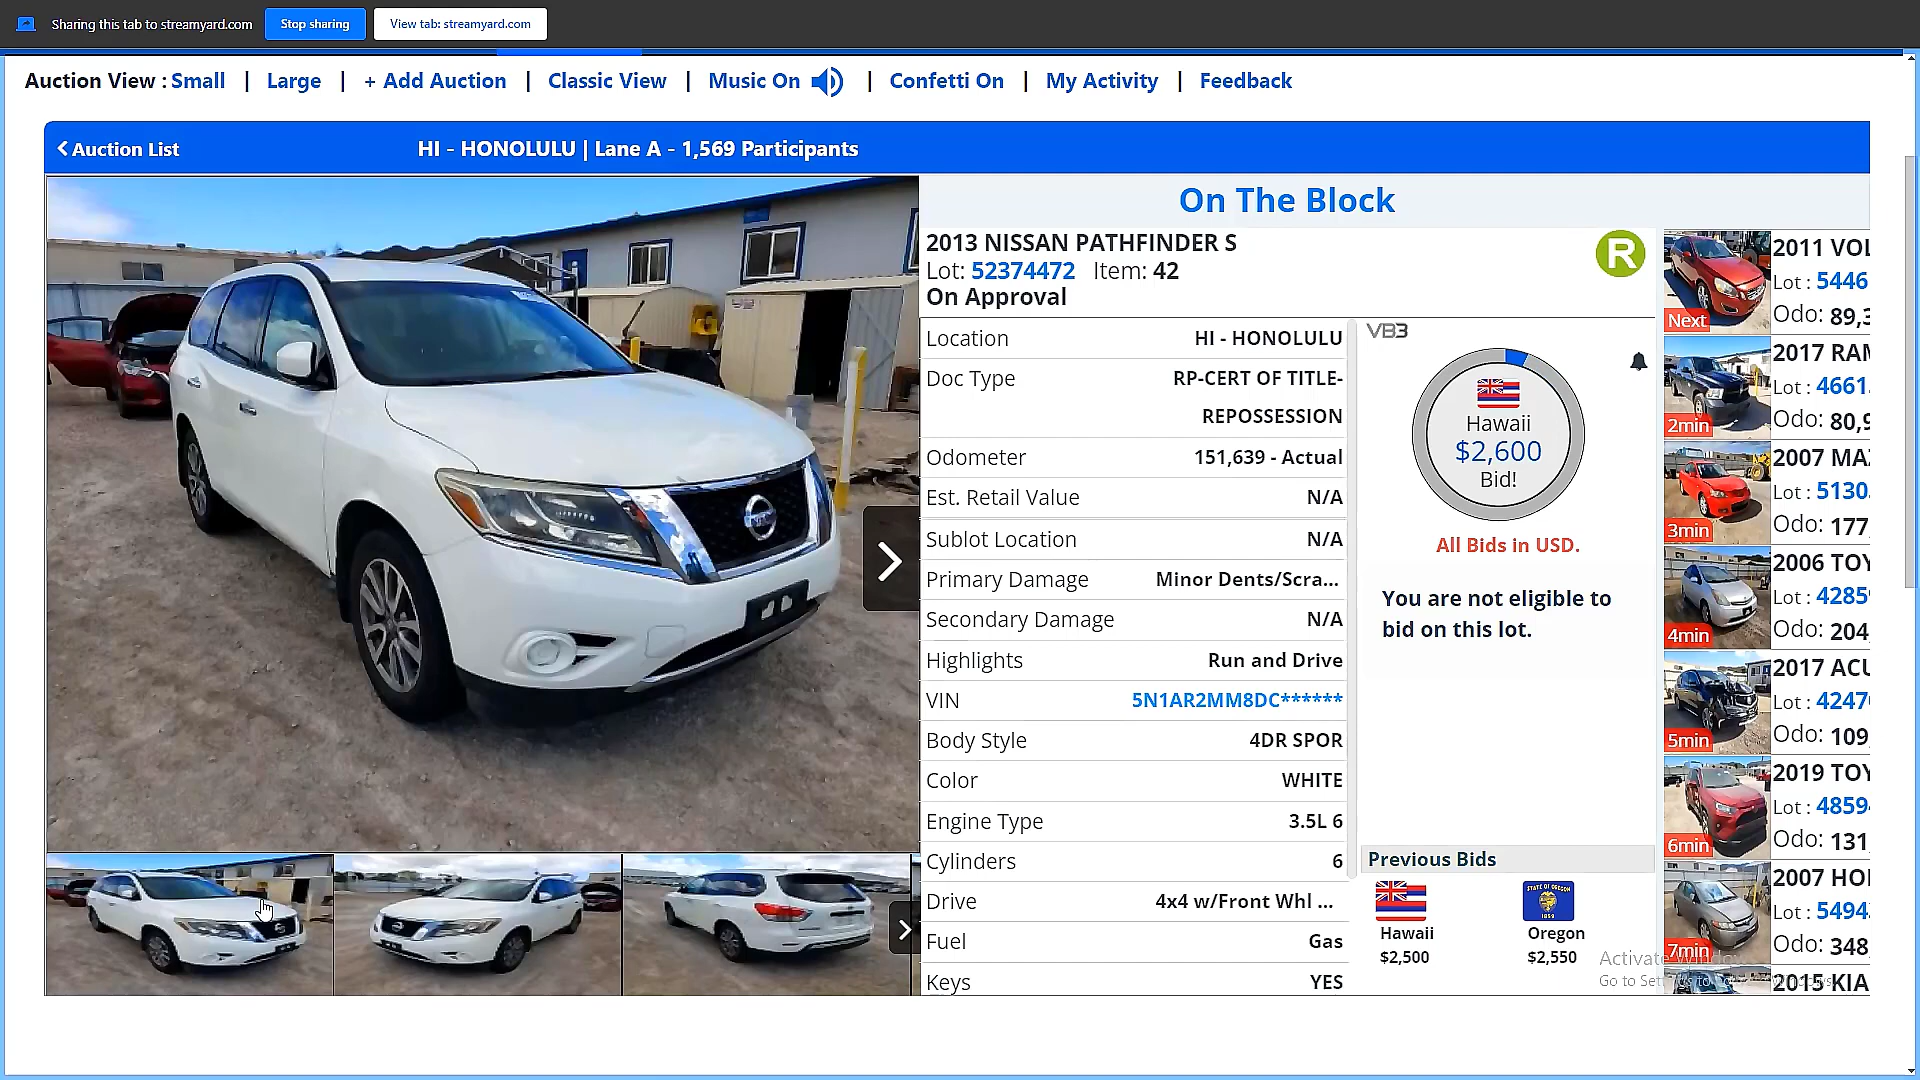 Sharing this tab to streamyard.com
Stop sharing
View tab: streamyard.com
Auction View : Small | Large | + Add Auction | Classic View | Music On | Confetti On | My Activity | Feedback
Auction List
HI - HONOLULU | Lane A - 1,569 Participants
On The Block
2013 NISSAN PATHFINDER S
Lot: 52374472 Item: 42
On Approval
R
Location HI - HONOLULU
Doc Type RP-CERT OF TITLE-
REPOSSESSION
Odometer 151,639 - Actual
Est. Retail Value N/A
Sublot Location N/A
Primary Damage Minor Dents/Scra...
Secondary Damage N/A
Highlights Run and Drive
VIN 5N1AR2MM8DC******
Body Style 4DR SPOR
Color WHITE
Engine Type 3.5L 6
Cylinders 6
Drive 4x4 w/Front Whl ...
Fuel Gas
Keys YES
VB3
Hawaii
$2,600
Bid!
All Bids in USD.
You are not eligible to
bid on this lot.
Previous Bids
Hawaii
$2,500
Oregon
$2,550
Next
2011 VOL
Lot : 5446
Odo: 89,3
2min
2017 RAM
Lot : 4661
Odo: 80,9
3min
2007 MAZ
Lot : 5130
Odo: 177,
4min
2006 TOY
Lot : 4285
Odo: 204,
5min
2017 ACU
Lot : 4247
Odo: 109,
6min
2019 TOY
Lot : 4859
Odo: 131,
7min
2007 HO
Lot : 5494
Odo: 348
2015 KIA
Activate
Go to